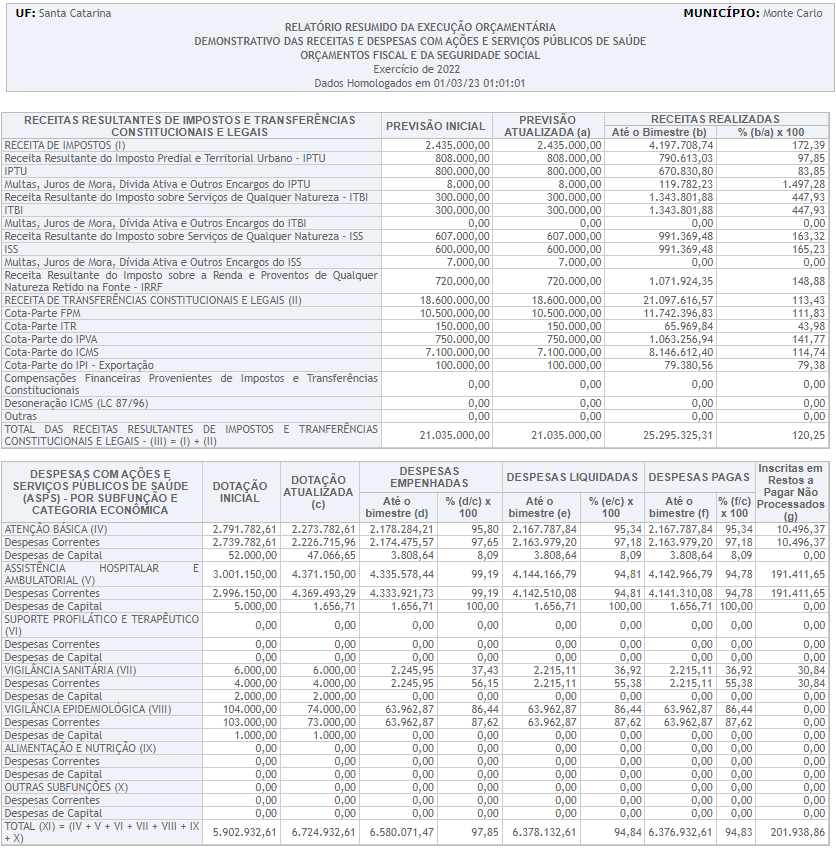 UF: Santa Catarina MUNICÍPIO: Monte Carlo
RELATÓRIO RESUMIDO DA EXECUÇÃO ORÇAMENTÁRIA
DEMONSTRATIVO DAS RECEITAS E DESPESAS COM AÇÕES E SERVIÇOS PÚBLICOS DE SAÚDE
ORÇAMENTOS FISCAL E DA SEGURIDADE SOCIAL
Exercício de 2022
Dados Homologados em 01/03/23 01:01:01
RECEITAS RESULTANTES DE IMPOSTOS E TRANSFERÊNCIAS
CONSTITUCIONAIS E LEGAIS
PREVISÃO INICIAL
PREVISÃO
ATUALIZADA (a)
RECEITAS REALIZADAS
Até o Bimestre (b) % (b/a) x 100
RECEITA DE IMPOSTOS (I) 2.435.000,00 2.435.000,00 4.197.708,74 172,39
Receita Resultante do Imposto Predial e Territorial Urbano - IPTU 808.000,00 808.000,00 790.613,03 97,85
IPTU 800.000,00 800.000,00 670.830,80 83,85
Multas, Juros de Mora, Dívida Ativa e Outros Encargos do IPTU 8.000,00 8.000,00 119.782,23 1.497,28
Receita Resultante do Imposto sobre Serviços de Qualquer Natureza - ITBI 300.000,00 300.000,00 1.343.801,88 447,93
ITBI 300.000,00 300.000,00 1.343.801,88 447,93
Multas, Juros de Mora, Dívida Ativa e Outros Encargos do ITBI 0,00 0,00 0,00 0,00
Receita Resultante do Imposto sobre Serviços de Qualquer Natureza - ISS 607.000,00 607.000,00 991.369,48 163,32
ISS 600.000,00 600.000,00 991.369,48 165,23
Multas, Juros de Mora, Dívida Ativa e Outros Encargos do ISS 7.000,00 7.000,00 0,00 0,00
Receita Resultante do Imposto sobre a Renda e Proventos de Qualquer
Natureza Retido na Fonte - IRRF 720.000,00 720.000,00 1.071.924,35 148,88
RECEITA DE TRANSFERÊNCIAS CONSTITUCIONAIS E LEGAIS (II) 18.600.000,00 18.600.000,00 21.097.616,57 113,43
Cota-Parte FPM 10.500.000,00 10.500.000,00 11.742.396,83 111,83
Cota-Parte ITR 150.000,00 150.000,00 65.969,84 43,98
Cota-Parte do IPVA 750.000,00 750.000,00 1.063.256,94 141,77
Cota-Parte do ICMS 7.100.000,00 7.100.000,00 8.146.612,40 114,74
Cota-Parte do IPI - Exportação 100.000,00 100.000,00 79.380,56 79,38
Compensações Financeiras Provenientes de Impostos e Transferências
Constitucionais 0,00 0,00 0,00 0,00
Desoneração ICMS (LC 87/96) 0,00 0,00 0,00 0,00
Outras 0,00 0,00 0,00 0,00
TOTAL DAS RECEITAS RESULTANTES DE IMPOSTOS E TRANFERÊNCIAS
CONSTITUCIONAIS E LEGAIS - (III) = (I) + (II) 21.035.000,00 21.035.000,00 25.295.325,31 120,25
DESPESAS COM AÇÕES E
SERVIÇOS PÚBLICOS DE SAÚDE
(ASPS) - POR SUBFUNÇÃO E
CATEGORIA ECONÔMICA
DOTAÇÃO
INICIAL
DOTAÇÃO
ATUALIZADA
(c)
DESPESAS
EMPENHADAS
Até o
bimestre (d)
% (d/c) x
100
DESPESAS LIQUIDADAS
Até o
bimestre (e)
% (e/c) x
100
DESPESAS PAGAS
Até o
bimestre (f)
% (f/c)
x 100
Inscritas em
Restos a
Pagar Não
Processados
(g)
ATENÇÃO BÁSICA (IV) 2.791.782,61 2.273.782,61 2.178.284,21 95,80 2.167.787,84 95,34 2.167.787,84 95,34 10.496,37
Despesas Correntes 2.739.782,61 2.226.715,96 2.174.475,57 97,65 2.163.979,20 97,18 2.163.979,20 97,18 10.496,37
Despesas de Capital 52.000,00 47.066,65 3.808,64 8,09 3.808,64 8,09 3.808,64 8,09 0,00
ASSISTÊNCIA HOSPITALAR E
AMBULATORIAL (V) 3.001.150,00 4.371.150,00 4.335.578,44 99,19 4.144.166,79 94,81 4.142.966,79 94,78 191.411,65
Despesas Correntes 2.996.150,00 4.369.493,29 4.333.921,73 99,19 4.142.510,08 94,81 4.141.310,08 94,78 191.411,65
Despesas de Capital 5.000,00 1.656,71 1.656,71 100,00 1.656,71 100,00 1.656,71 100,00 0,00
SUPORTE PROFILÁTICO E TERAPÊUTICO
(VI) 0,00 0,00 0,00 0,00 0,00 0,00 0,00 0,00 0,00
Despesas Correntes 0,00 0,00 0,00 0,00 0,00 0,00 0,00 0,00 0,00
Despesas de Capital 0,00 0,00 0,00 0,00 0,00 0,00 0,00 0,00 0,00
VIGILÂNCIA SANITÁRIA (VII) 6.000,00 6.000,00 2.245,95 37,43 2.215,11 36,92 2.215,11 36,92 30,84
Despesas Correntes 4.000,00 4.000,00 2.245,95 56,15 2.215,11 55,38 2.215,11 55,38 30,84
Despesas de Capital 2.000,00 2.000,00 0,00 0,00 0,00 0,00 0,00 0,00 0,00
VIGILÂNCIA EPIDEMIOLÓGICA (VIII) 104.000,00 74.000,00 63.962,87 86,44 63.962,87 86,44 63.962,87 86,44 0,00
Despesas Correntes 103.000,00 73.000,00 63.962,87 87,62 63.962,87 87,62 63.962,87 87,62 0,00
Despesas de Capital 1.000,00 1.000,00 0,00 0,00 0,00 0,00 0,00 0,00 0,00
ALIMENTAÇÃO E NUTRIÇÃO (IX) 0,00 0,00 0,00 0,00 0,00 0,00 0,00 0,00 0,00
Despesas Correntes 0,00 0,00 0,00 0,00 0,00 0,00 0,00 0,00 0,00
Despesas de Capital 0,00 0,00 0,00 0,00 0,00 0,00 0,00 0,00 0,00
OUTRAS SUBFUNÇÕES (X) 0,00 0,00 0,00 0,00 0,00 0,00 0,00 0,00 0,00
Despesas Correntes 0,00 0,00 0,00 0,00 0,00 0,00 0,00 0,00 0,00
Despesas de Capital 0,00 0,00 0,00 0,00 0,00 0,00 0,00 0,00 0,00
TOTAL (XI) = (IV + V + VI + VII + VIII + IX
+ X) 5.902.932,61 6.724.932,61 6.580.071,47 97,85 6.378.132,61 94,84 6.376.932,61 94,83 201.938,86